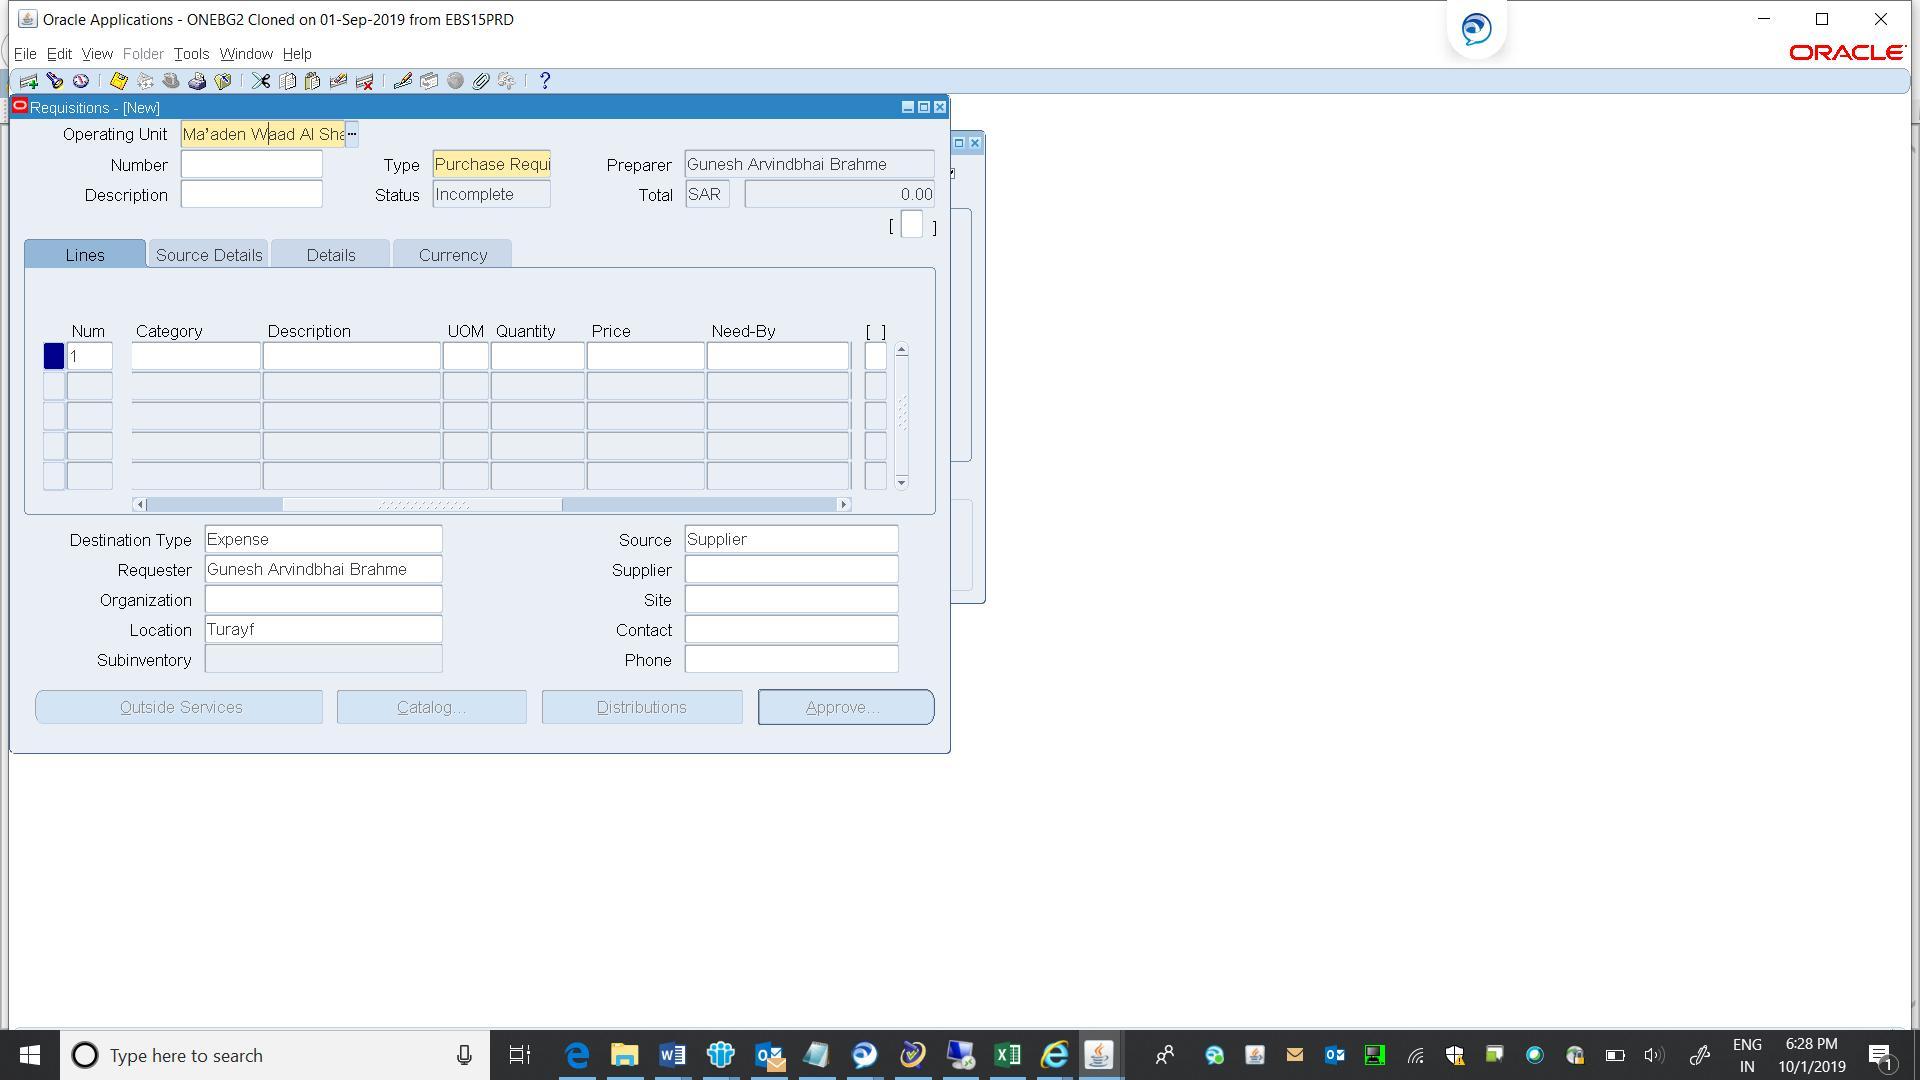 Oracle Applications - ONEBG2 Cloned on 01-Sep-2019 from EBS15PRD
File Edit View Folder Tools Window Help
ORACLE
Requisitions - [New]
Operating Unit Ma'aden Waad Al Sha
Number Type Purchase Requi Preparer Gunesh Arvindbhai Brahme
Description Status Incomplete Total SAR 0.00
[ ]
Lines Source Details Details Currency
Num Category Description UOM Quantity Price Need-By [ ]
1
Destination Type Expense Source Supplier
Requester Gunesh Arvindbhai Brahme Supplier
Organization Site
Location Turayf Contact
Subinventory Phone
Outside Services Catalog... Distributions Approve...
Type here to search
ENG 6:28 PM
IN 10/1/2019 1